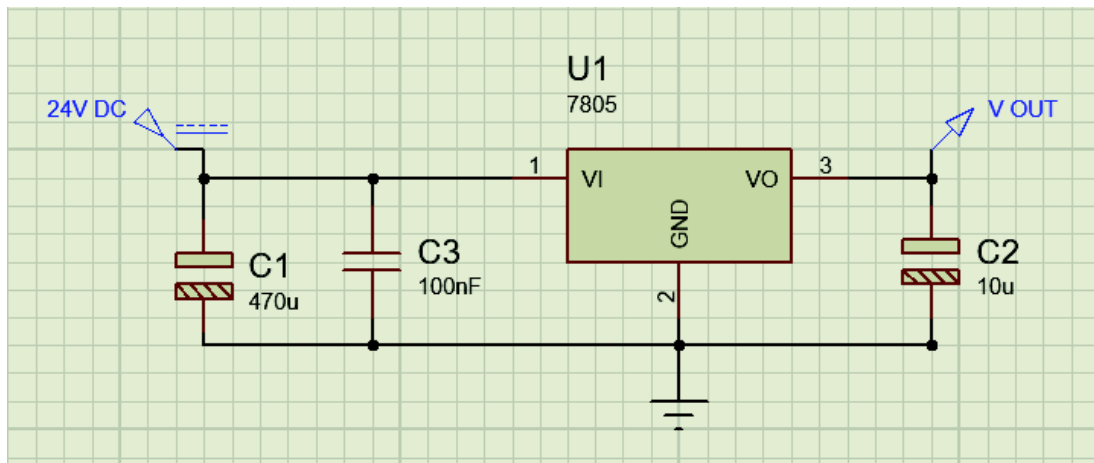 U1
7805
24V DC
V OUT
1
VI
VO
3
GND
2
C1
470u
C3
100nF
C2
10u